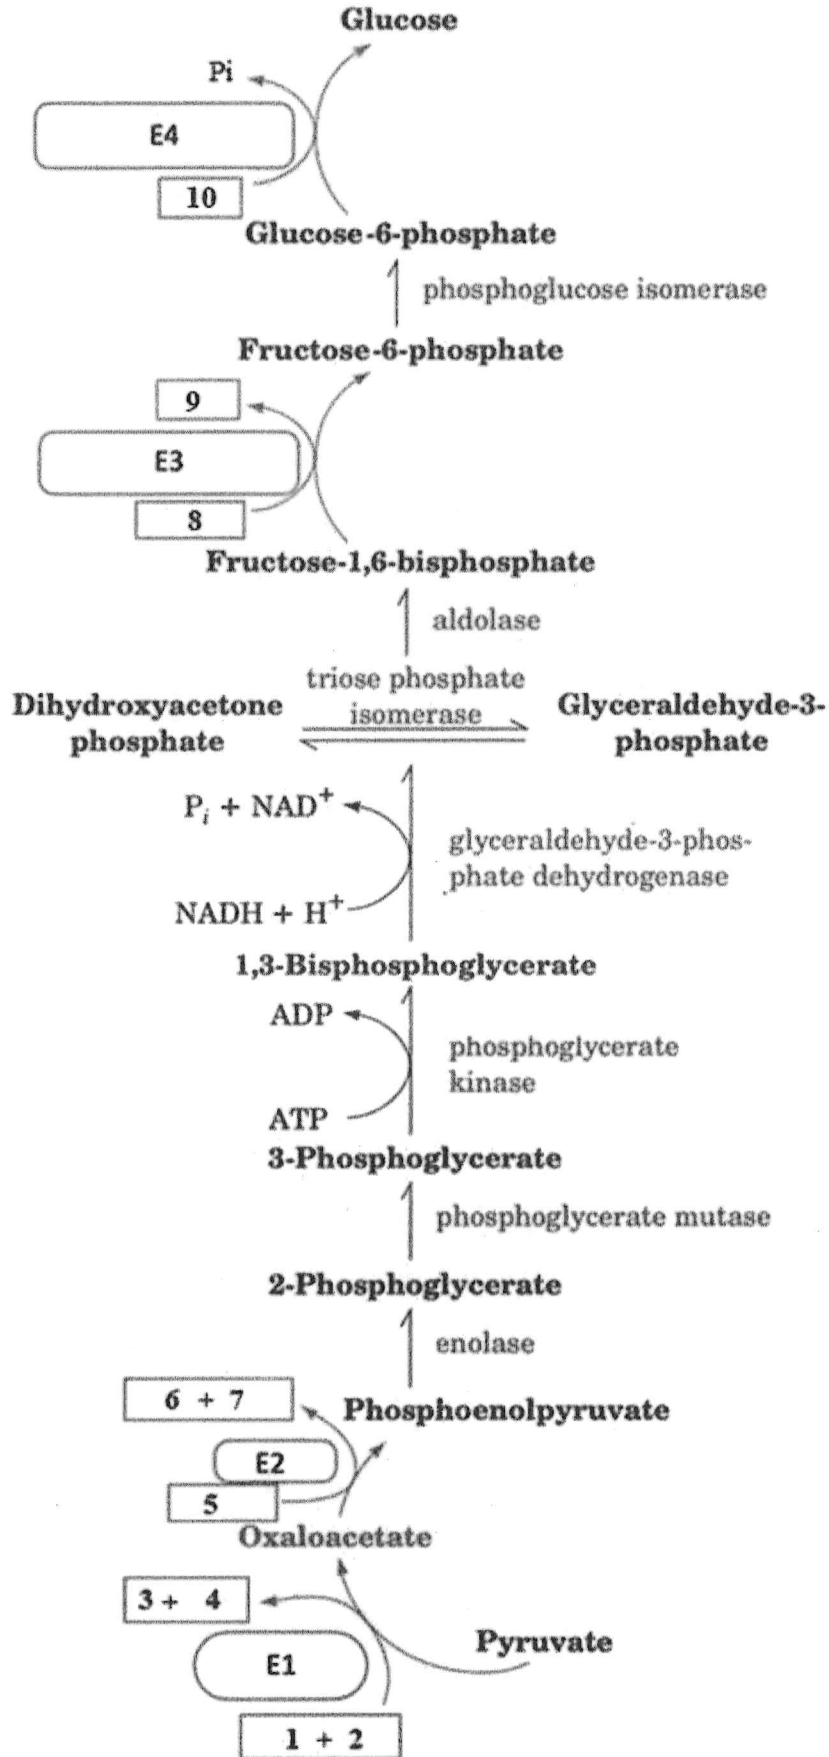 Glucose
Pi
E4
10
Glucose-6-phosphate
phosphoglucose isomerase
Fructose-6-phosphate
9
E3
8
Fructose-1,6-bisphosphate
aldolase
triose phosphate
isomerase
Dihydroxyacetone
phosphate
Glyceraldehyde-3-
phosphate
Pi + NAD+
glyceraldehyde-3-phos-
phate dehydrogenase
NADH + H+
1,3-Bisphosphoglycerate
ADP
phosphoglycerate
kinase
ATP
3-Phosphoglycerate
phosphoglycerate mutase
2-Phosphoglycerate
enolase
6 + 7
Phosphoenolpyruvate
E2
5
Oxaloacetate
3 + 4
Pyruvate
E1
1 + 2